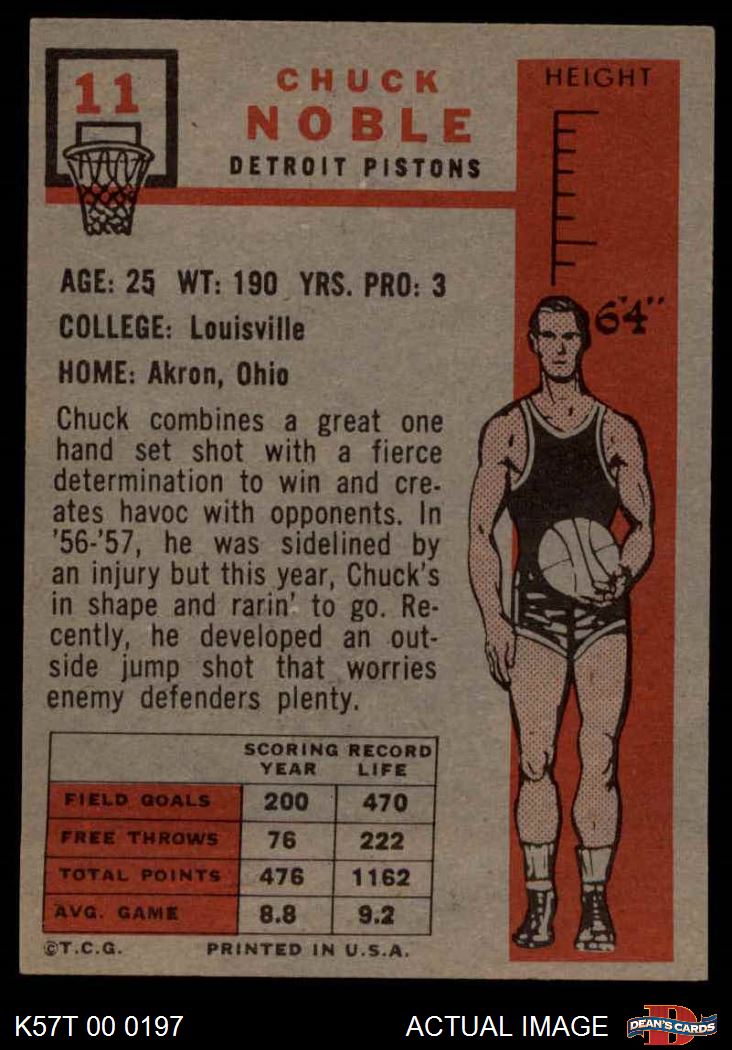 11
CHUCK
NOBLE
DETROIT PISTONS
HEIGHT
6'4"
AGE: 25 WT: 190 YRS. PRO: 3
COLLEGE: Louisville
HOME: Akron, Ohio
Chuck combines a great one
hand set shot with a fierce
determination to win and cre-
ates havoc with opponents. In
'56-'57, he was sidelined by
an injury but this year, Chuck's
in shape and rarin' to go. Re-
cently, he developed an out-
side jump shot that worries
enemy defenders plenty.
SCORING RECORD
YEAR LIFE
FIELD GOALS 200 470
FREE THROWS 76 222
TOTAL POINTS 476 1162
AVG. GAME 8.8 9.2
©T.C.G. PRINTED IN U.S.A.
K57T 00 0197 ACTUAL IMAGE D DEAN'S CARDS